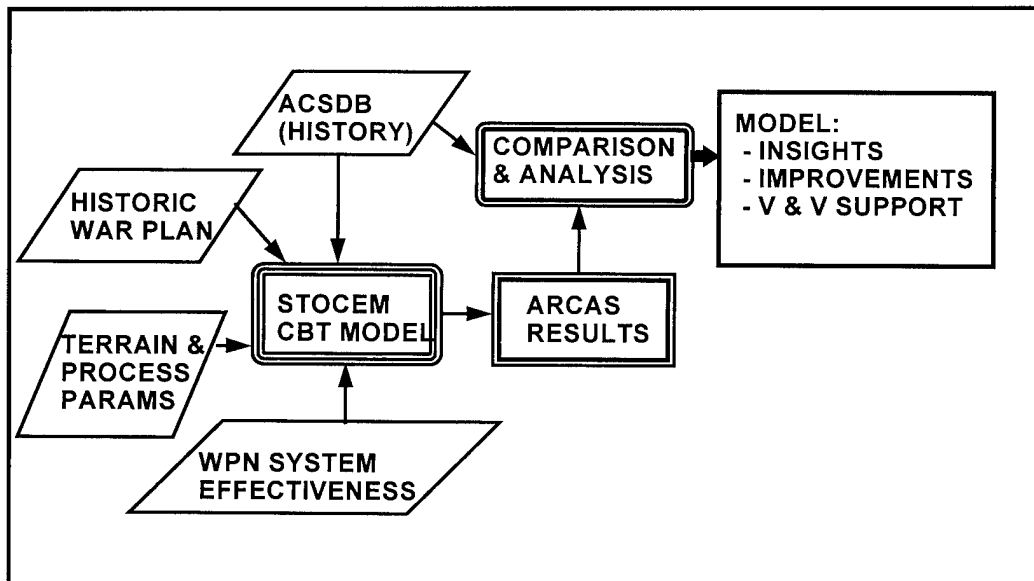 ACSDB
(HISTORY)
COMPARISON
& ANALYSIS
MODEL:
- INSIGHTS
- IMPROVEMENTS
- V & V SUPPORT
HISTORIC
WAR PLAN
STOCEM
CBT MODEL
ARCAS
RESULTS
TERRAIN &
PROCESS
PARAMS
WPN SYSTEM
EFFECTIVENESS